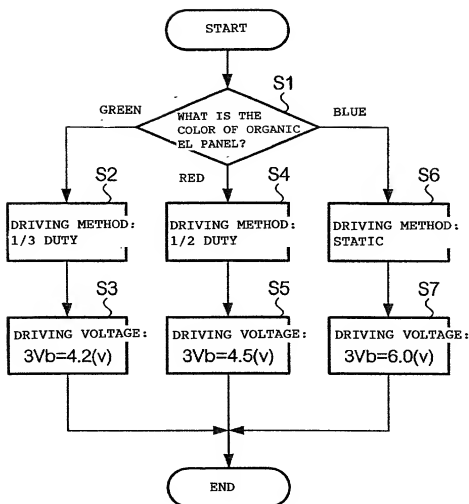 START
S1
GREEN
WHAT IS THE
COLOR OF ORGANIC
EL PANEL?
BLUE
RED
S2
S4
S6
DRIVING METHOD:
1/3 DUTY
DRIVING METHOD:
1/2 DUTY
DRIVING METHOD:
STATIC
S3
S5
S7
DRIVING VOLTAGE:
3Vb=4.2(v)
DRIVING VOLTAGE:
3Vb=4.5(v)
DRIVING VOLTAGE:
3Vb=6.0(v)
END